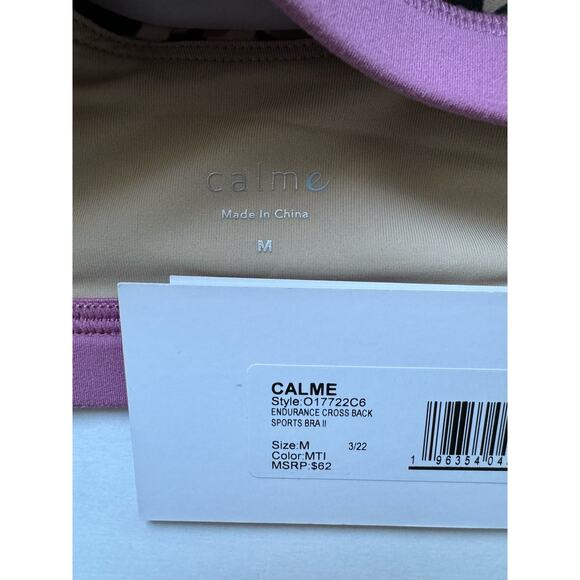 calme
Made In China
M
CALME
Style:O17722C6
ENDURANCE CROSS BACK
SPORTS BRA II
Size:M 3/22
Color:MTI
MSRP:$62
1 96354 04